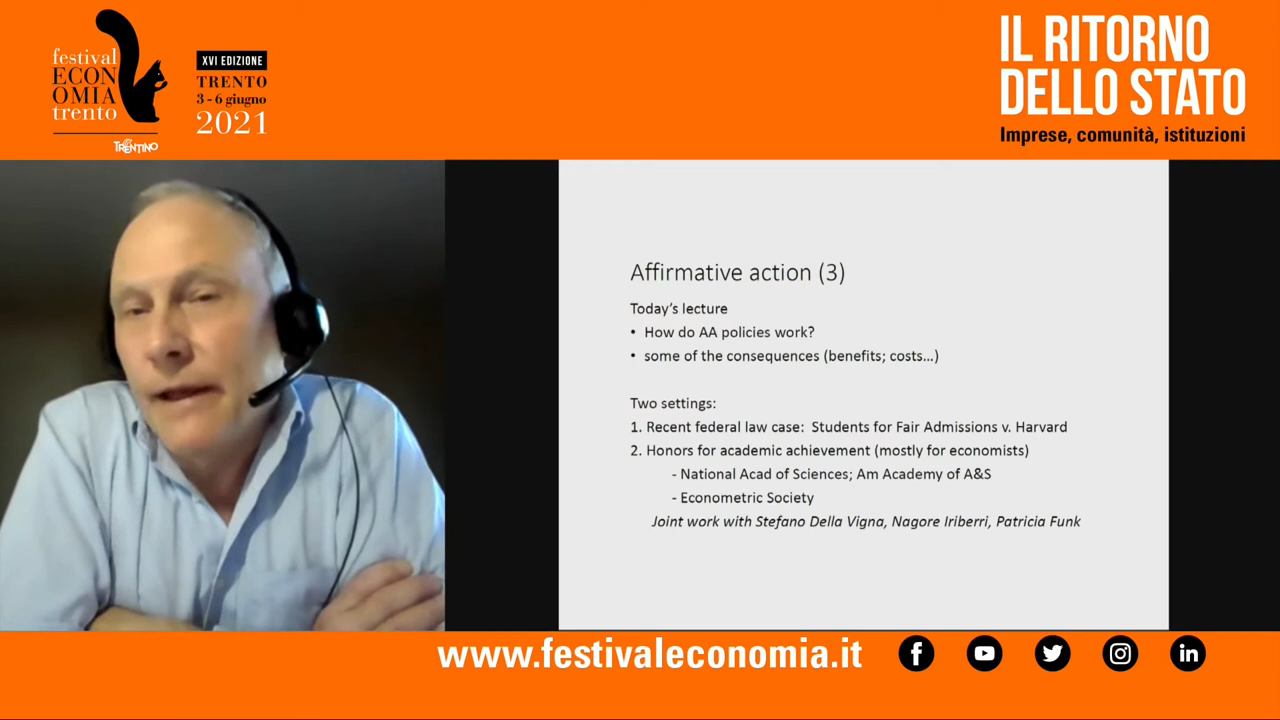 festival
ECON
OMIA
trento
TRENTINO
XVI EDIZIONE
TRENTO
3 - 6 giugno
2021
IL RITORNO
DELLO STATO
Imprese, comunità, istituzioni
Affirmative action (3)
Today's lecture
• How do AA policies work?
• some of the consequences (benefits; costs...)
Two settings:
1. Recent federal law case: Students for Fair Admissions v. Harvard
2. Honors for academic achievement (mostly for economists)
- National Acad of Sciences; Am Academy of A&S
- Econometric Society
Joint work with Stefano Della Vigna, Nagore Iriberri, Patricia Funk
www.festivaleconomia.it